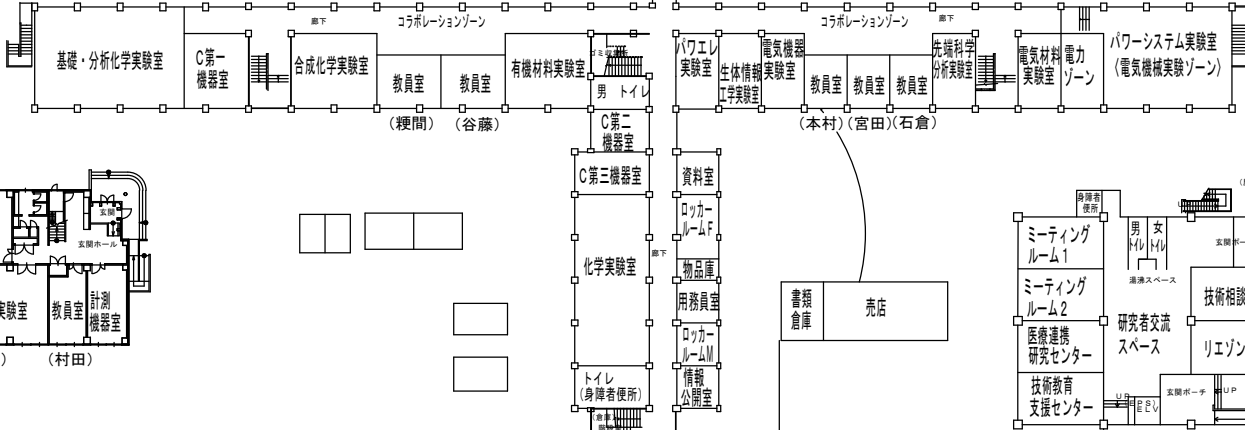 廊下
コラボレーションゾーン
コラボレーションゾーン
廊下
基礎・分析化学実験室
C第一
機器室
合成化学実験室
教員室
教員室
有機材料実験室
男 トイレ
パワエレ
実験室
生体情報
工学実験室
電気機器
実験室
教員室
教員室
教員室
先端科学
分析実験室
電気材料
実験室
電力
ゾーン
パワーシステム実験室
〈電気機械実験ゾーン〉
(粳間)
(谷藤)
(本村)
(宮田)
(石倉)
C第二
機器室
C第三機器室
化学実験室
廊下
トイレ
(身障者便所)
(倉庫)
資料室
ロッカー
ルームF
物品庫
用務員室
ロッカー
ルームM
情報
公開室
玄関
玄関ホール
実験室
教員室
計測
機器室
)
(村田)
書類
倉庫
売店
身障者
便所
ミーティング
ルーム1
ミーティング
ルーム2
医療連携
研究センター
技術教育
支援センター
男
トイレ
女
トイレ
湯沸スペース
研究者交流
スペース
玄関ポー
技術相談
リエゾン
玄関ポーチ
UP
UP
ELV